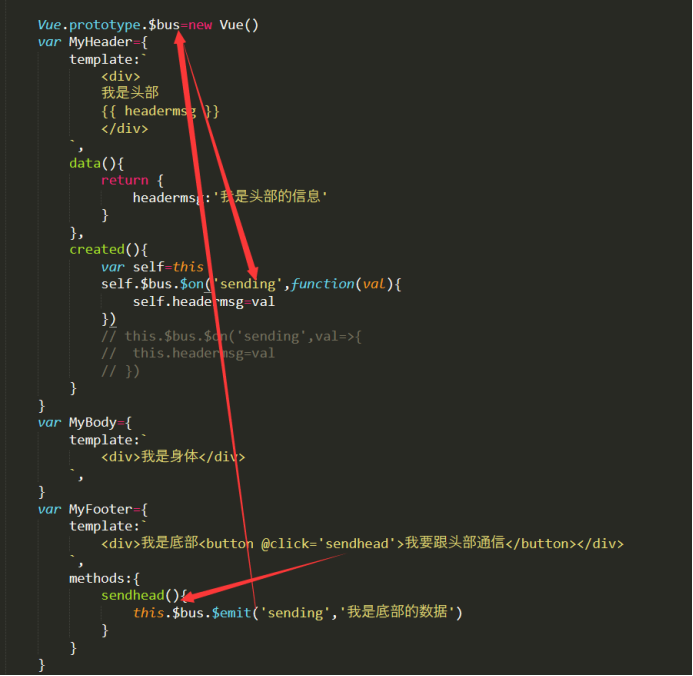 Vue.prototype.$bus=new Vue()
var MyHeader={
    template:`
        <div>
        我是头部
        {{ headermsg }}
        </div>
    `,
    data(){
        return {
            headermsg:'我是头部的信息'
        }
    },
    created(){
        var self=this
        self.$bus.$on('sending',function(val){
            self.headermsg=val
        })
        // this.$bus.$on('sending',val=>{
        //  this.headermsg=val
        // })
    }
}
var MyBody={
    template:`
        <div>我是身体</div>
    `,
}
var MyFooter={
    template:`
        <div>我是底部<button @click='sendhead'>我要跟头部通信</button></div>
    `,
    methods:{
        sendhead(){
            this.$bus.$emit('sending','我是底部的数据')
        }
    }
}